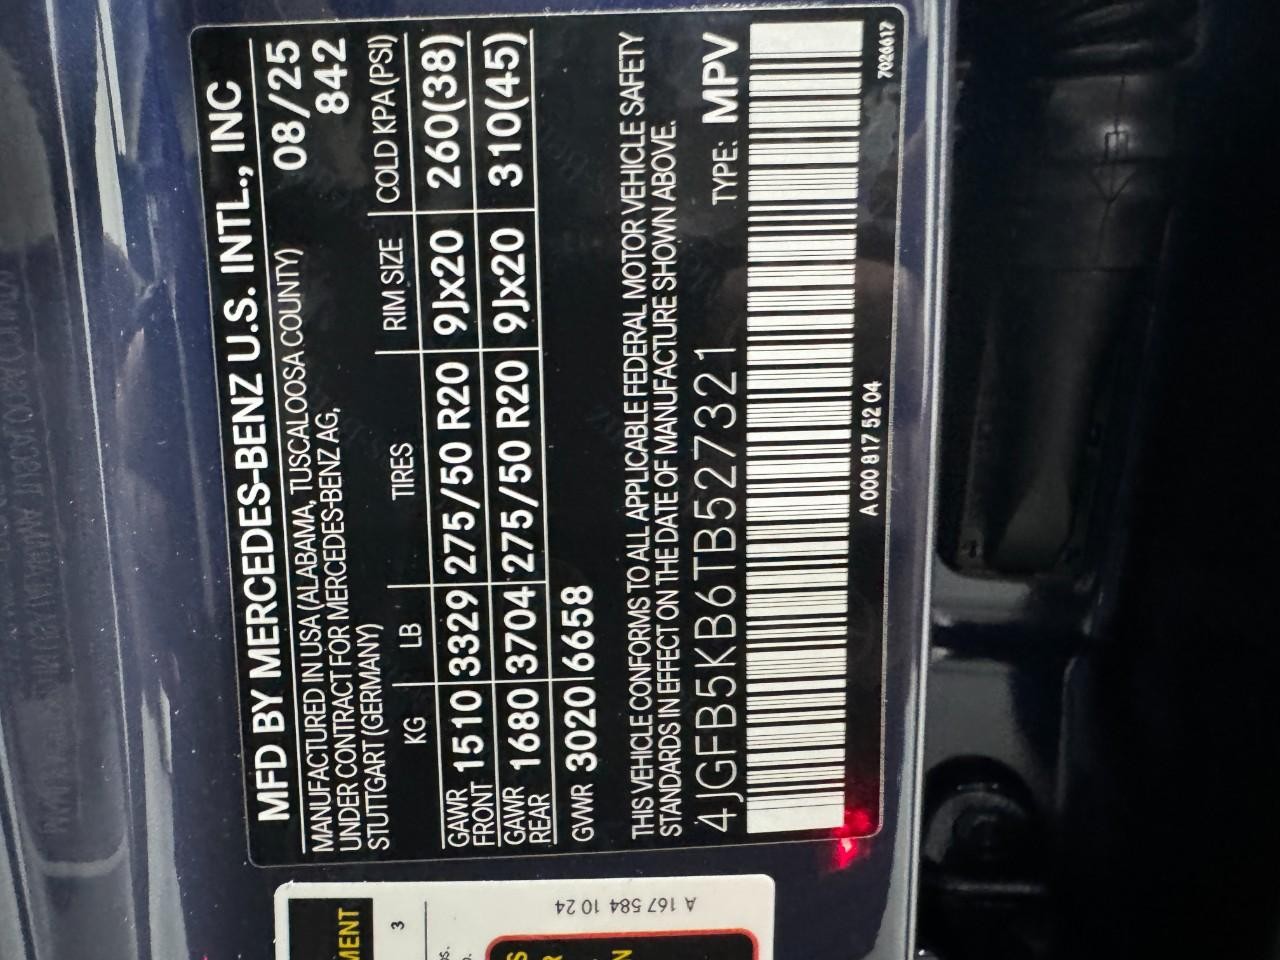 MFD BY MERCEDES-BENZ U.S. INTL., INC
MANUFACTURED IN USA (ALABAMA, TUSCALOOSA COUNTY) 08/25
UNDER CONTRACT FOR MERCEDES-BENZ AG, 842
STUTTGART (GERMANY)
KG LB TIRES RIM SIZE COLD KPA (PSI)
GAWR FRONT 1510 3329 275/50 R20 9Jx20 260(38)
GAWR REAR 1680 3704 275/50 R20 9Jx20 310(45)
GVWR 3020 6658
THIS VEHICLE CONFORMS TO ALL APPLICABLE FEDERAL MOTOR VEHICLE SAFETY
STANDARDS IN EFFECT ON THE DATE OF MANUFACTURE SHOWN ABOVE.
4JGFB5KB6TB527321 TYPE: MPV
A 000 817 52 04 7026617
A 167 584 10 24
3